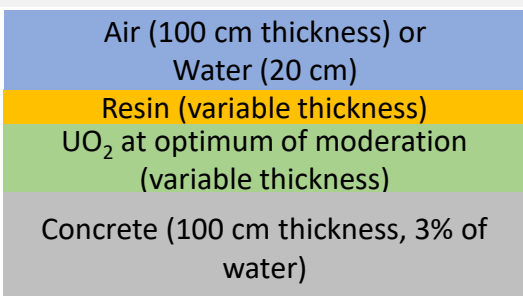 Air (100 cm thickness) or
Water (20 cm)
Resin (variable thickness)
UO₂ at optimum of moderation
(variable thickness)
Concrete (100 cm thickness, 3% of
water)